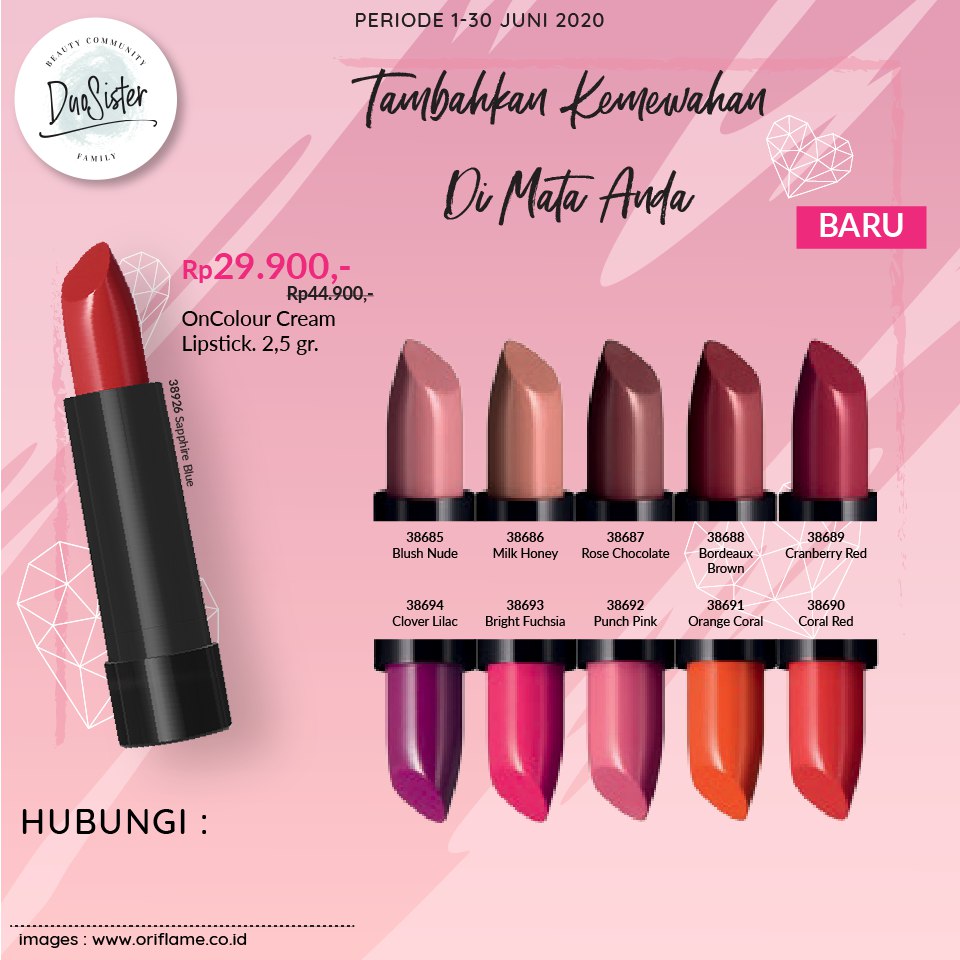 PERIODE 1-30 JUNI 2020
BEAUTY COMMUNITY
DuaSister
FAMILY
Tambahkan Kemewahan
Di Mata Anda
BARU
Rp29.900,-
Rp44.900,-
OnColour Cream
Lipstick. 2,5 gr.
38926 Sapphire Blue
38685
Blush Nude
38686
Milk Honey
38687
Rose Chocolate
38688
Bordeaux
Brown
38689
Cranberry Red
38694
Clover Lilac
38693
Bright Fuchsia
38692
Punch Pink
38691
Orange Coral
38690
Coral Red
HUBUNGI :
images : www.oriflame.co.id